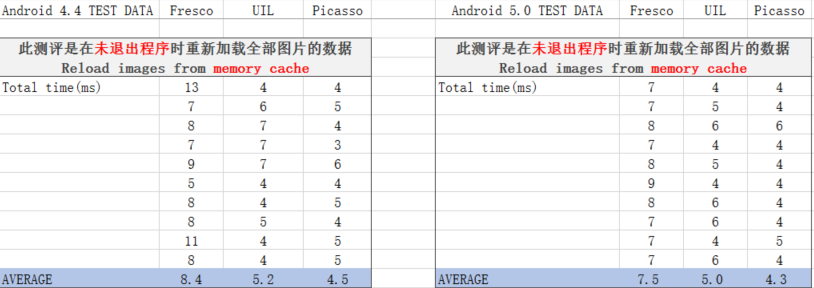 Android 4.4 TEST DATA Fresco UIL Picasso Android 5.0 TEST DATA Fresco UIL Picasso
此测评是在未退出程序时重新加载全部图片的数据 此测评是在未退出程序时重新加载全部图片的数据
Reload images from memory cache Reload images from memory cache
Total time(ms) 13 4 4 Total time(ms) 7 4 4
7 6 5 7 5 4
8 7 4 8 6 6
7 7 3 7 4 4
9 7 6 8 5 4
5 4 4 9 4 4
8 4 5 8 6 4
8 5 4 7 6 4
11 4 5 7 4 5
8 4 5 7 6 4
AVERAGE 8.4 5.2 4.5 AVERAGE 7.5 5.0 4.3